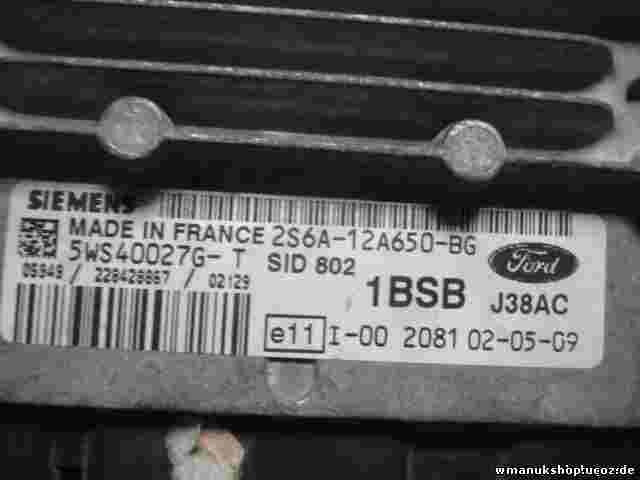 SIEMENS
MADE IN FRANCE 2S6A-12A650-BG
5WS40027G-T SID 802
Ford
09949 / 228429867 / 02129
1BSB J38AC
e11 I-00 2081 02-05-09
wmanukshop.ucoz.de